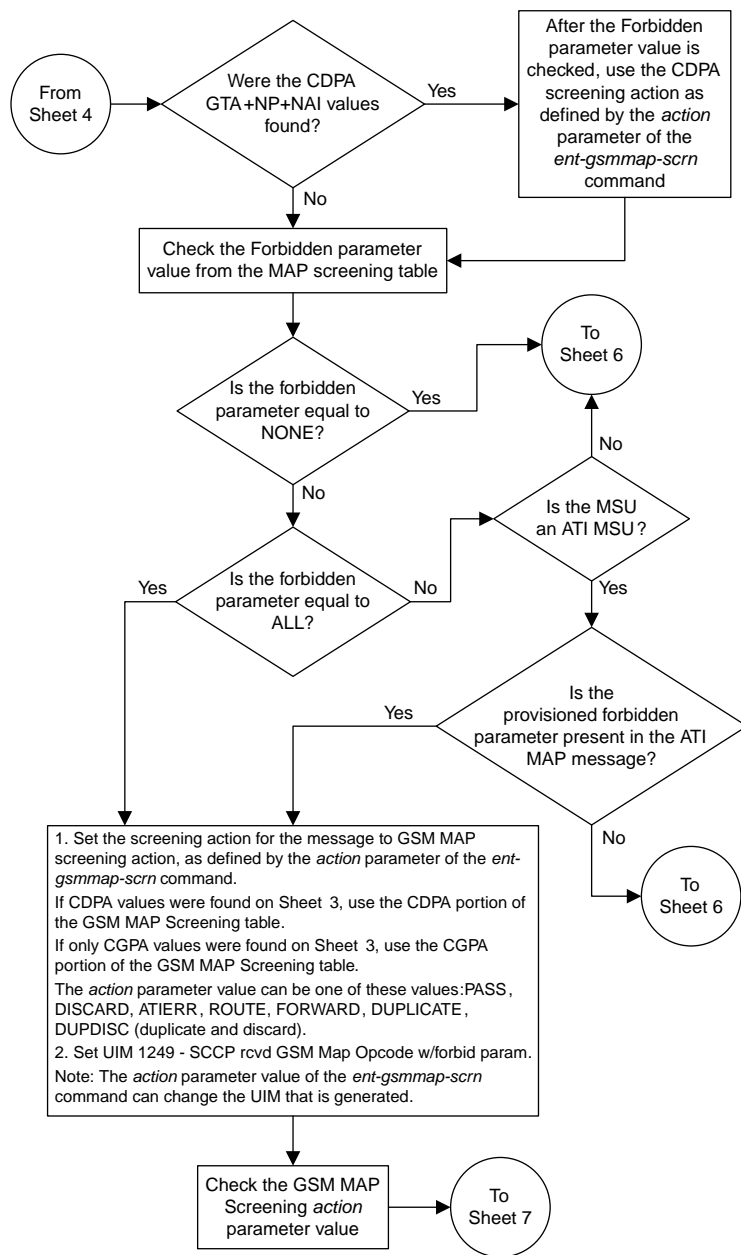 From
Sheet 4
Were the CDPA
GTA+NP+NAI values
found?
Yes
After the Forbidden
parameter value is
checked, use the CDPA
screening action as
defined by the action
parameter of the
ent-gsmmap-scrn
command
No
Check the Forbidden parameter
value from the MAP screening table
To
Sheet 6
Is the forbidden
parameter equal to
NONE?
Yes
No
No
Is the MSU
an ATI MSU?
Yes
Is the forbidden
parameter equal to
ALL?
No
Yes
Is the
provisioned forbidden
parameter present in the ATI
MAP message?
Yes
No
To
Sheet 6
1. Set the screening action for the message to GSM MAP
screening action, as defined by the action parameter of the ent-
gsmmap-scrn command.
If CDPA values were found on Sheet 3, use the CDPA portion of
the GSM MAP Screening table.
If only CGPA values were found on Sheet 3, use the CGPA
portion of the GSM MAP Screening table.
The action parameter value can be one of these values:PASS,
DISCARD, ATIERR, ROUTE, FORWARD, DUPLICATE,
DUPDISC (duplicate and discard).
2. Set UIM 1249 - SCCP rcvd GSM Map Opcode w/forbid param.
Note: The action parameter value of the ent-gsmmap-scrn
command can change the UIM that is generated.
Check the GSM MAP
Screening action
parameter value
To
Sheet 7